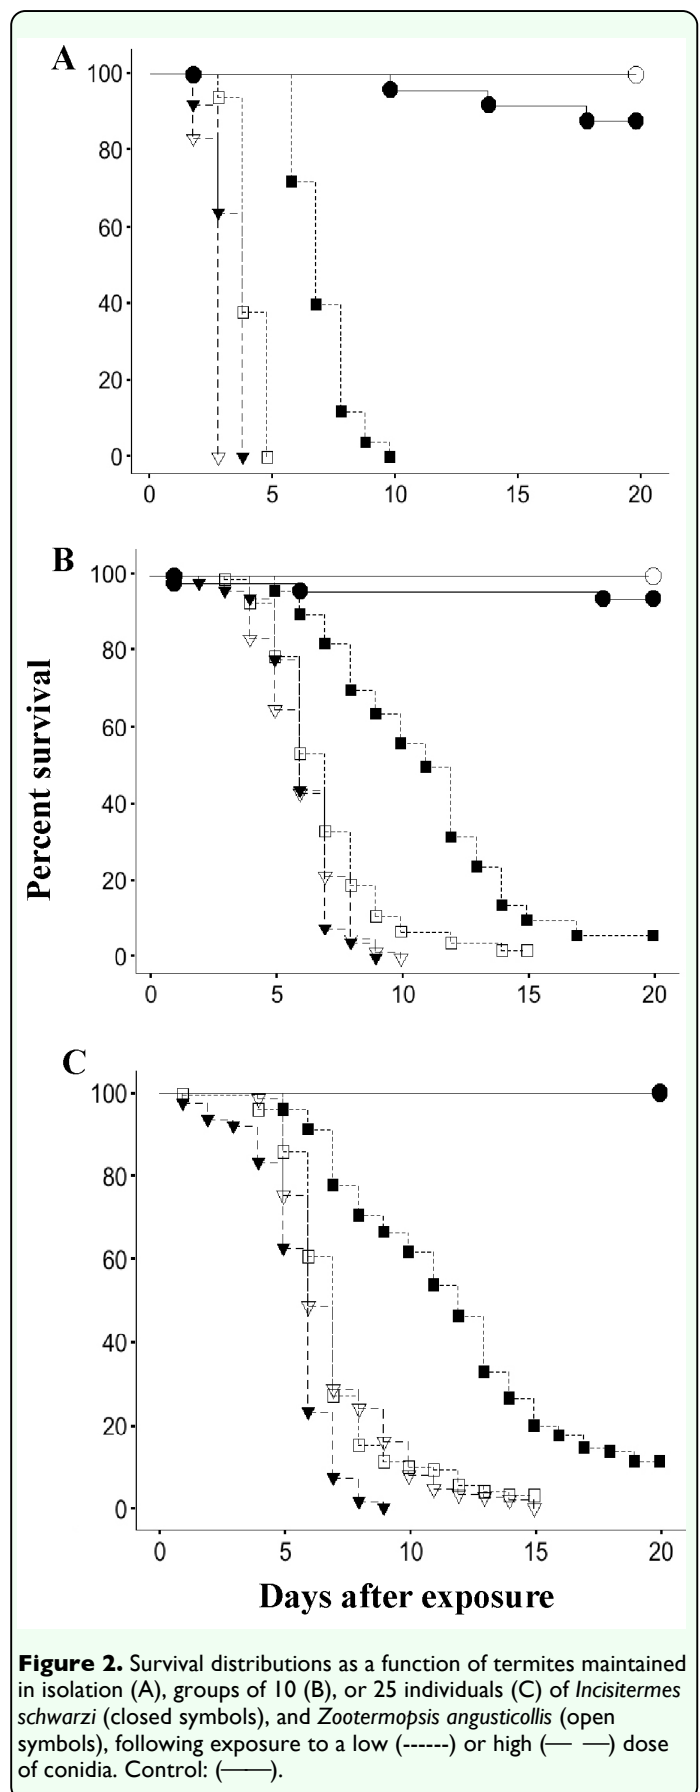 A
100
80
60
40
20
0
0 5 10 15 20
B
100
80
60
40
20
0
0 5 10 15 20
Percent survival
C
100
80
60
40
20
0
0 5 10 15 20
Days after exposure
Figure 2. Survival distributions as a function of termites maintained
in isolation (A), groups of 10 (B), or 25 individuals (C) of Incisitermes
schwarzi (closed symbols), and Zootermopsis angusticollis (open
symbols), following exposure to a low (------) or high (— —) dose
of conidia. Control: (——).